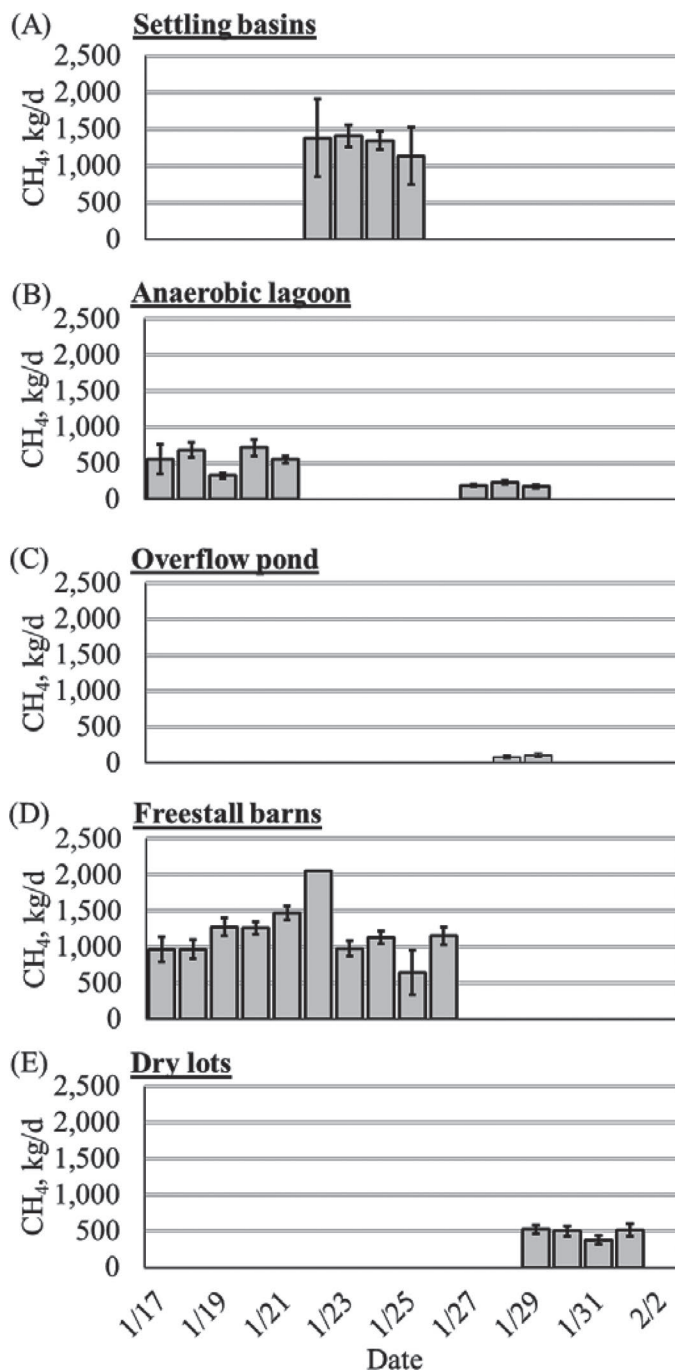 (A) Settling basins
2,500
2,000
1,500
1,000
500
0
CH₄, kg/d
(B) Anaerobic lagoon
2,500
2,000
1,500
1,000
500
0
CH₄, kg/d
(C) Overflow pond
2,500
2,000
1,500
1,000
500
0
CH₄, kg/d
(D) Freestall barns
2,500
2,000
1,500
1,000
500
0
CH₄, kg/d
(E) Dry lots
2,500
2,000
1,500
1,000
500
0
CH₄, kg/d
1/17 1/19 1/21 1/23 1/25 1/27 1/29 1/31 2/2
Date